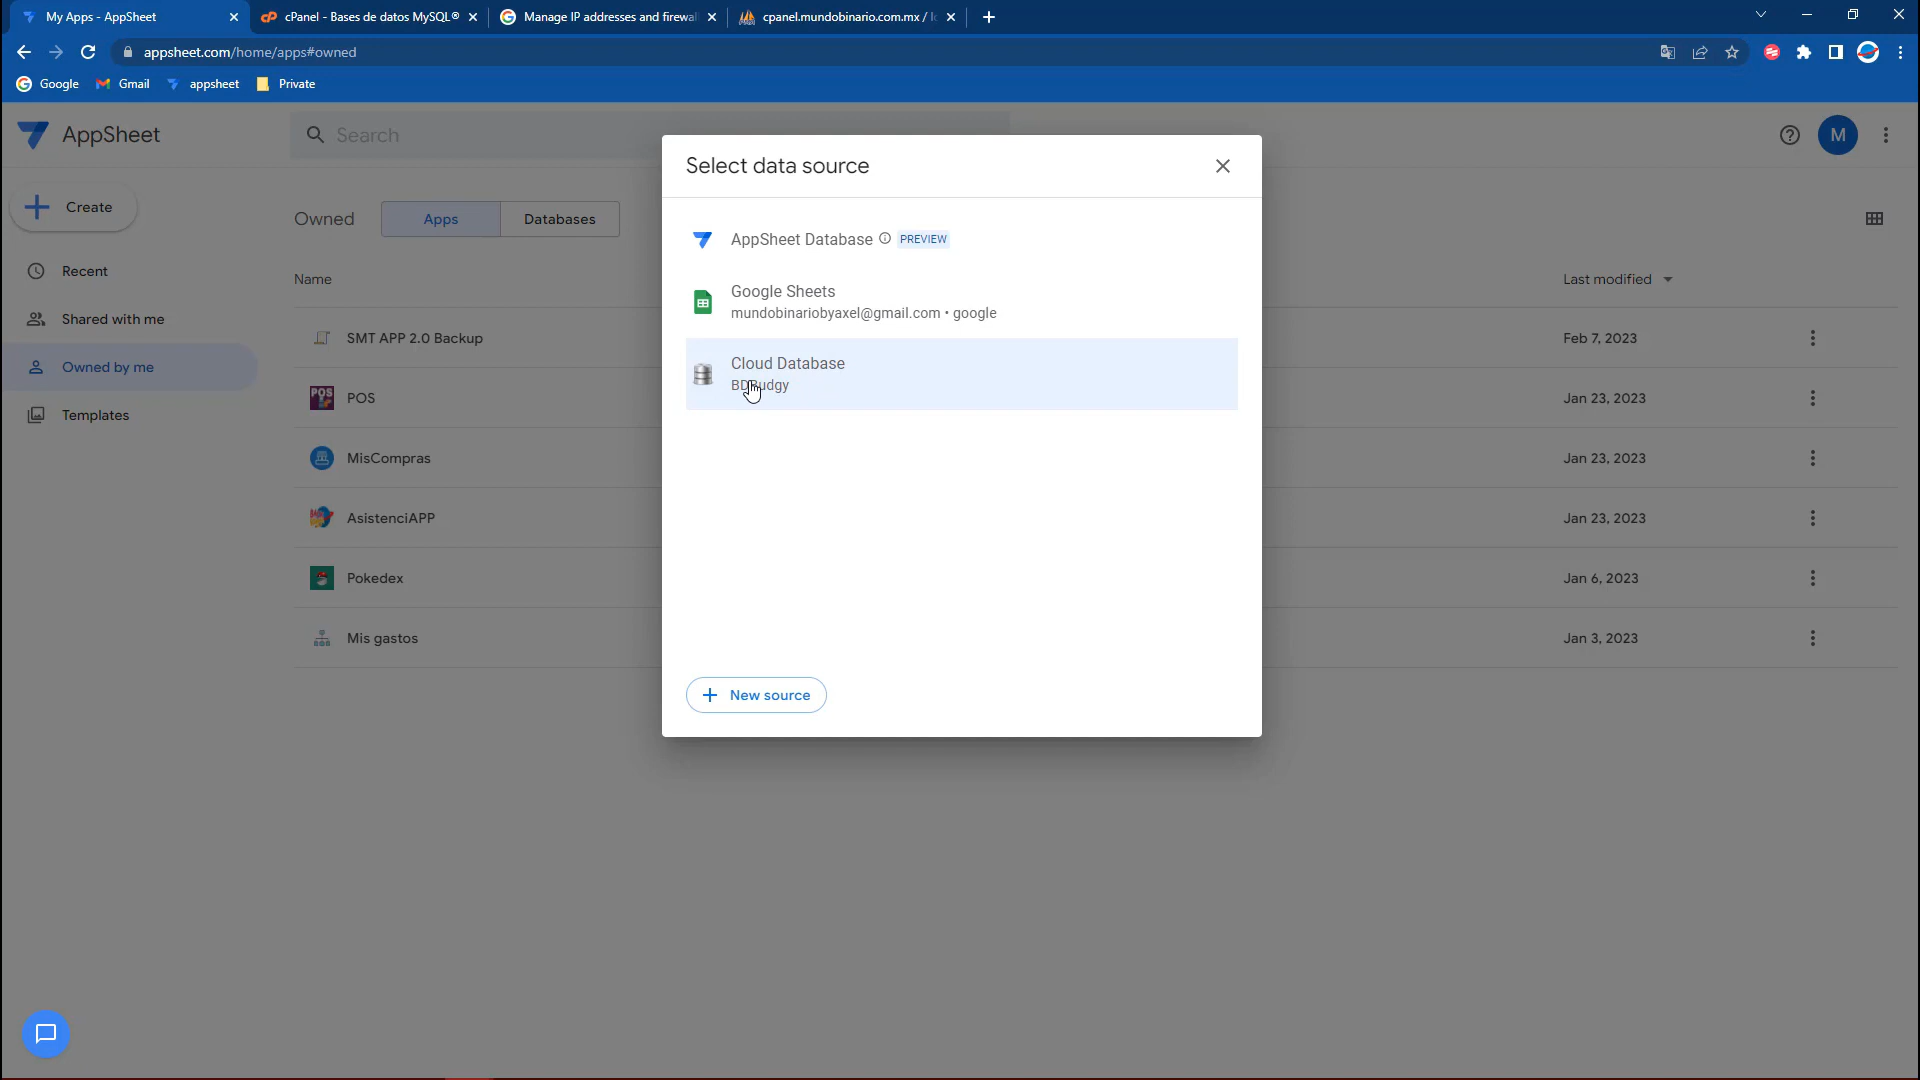 My Apps - AppSheet
cPanel - Bases de datos MySQL®
Manage IP addresses and firewal
cpanel.mundobinario.com.mx / lo
appsheet.com/home/apps#owned
Google
Gmail
appsheet
Private
AppSheet
Search
M
Create
Owned
Apps
Databases
Recent
Shared with me
Owned by me
Templates
Name
Last modified
SMT APP 2.0 Backup
Feb 7, 2023
POS
POS
Jan 23, 2023
MisCompras
Jan 23, 2023
AsistenciAPP
Jan 23, 2023
Pokedex
Jan 6, 2023
Mis gastos
Jan 3, 2023
Select data source
AppSheet Database PREVIEW
Google Sheets
mundobinariobyaxel@gmail.com • google
Cloud Database
BDBudgy
New source